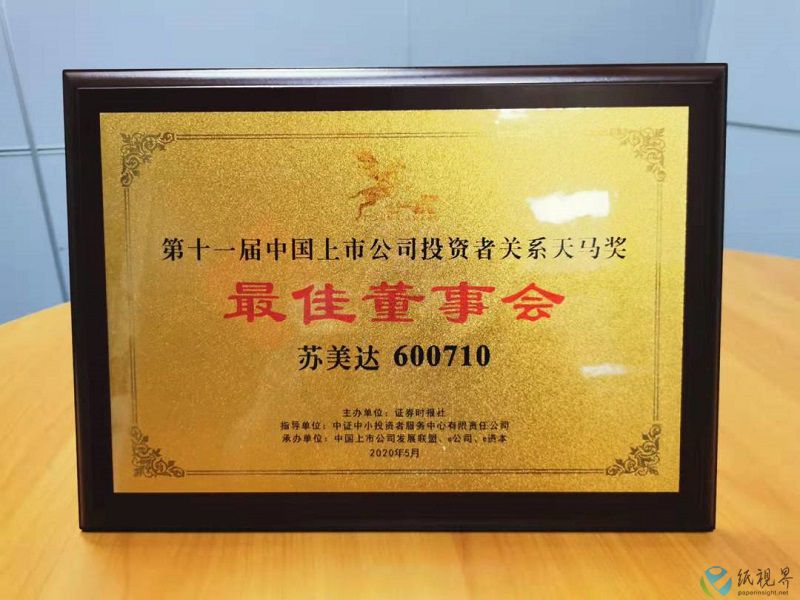 第十一届中国上市公司投资者关系天马奖
最佳董事会
苏美达 600710
主办单位：证券时报社
指导单位：中证中小投资者服务中心有限责任公司
承办单位：中国上市公司发展联盟、e公司、e资本
2020年5月
纸视界
paperinsight.net